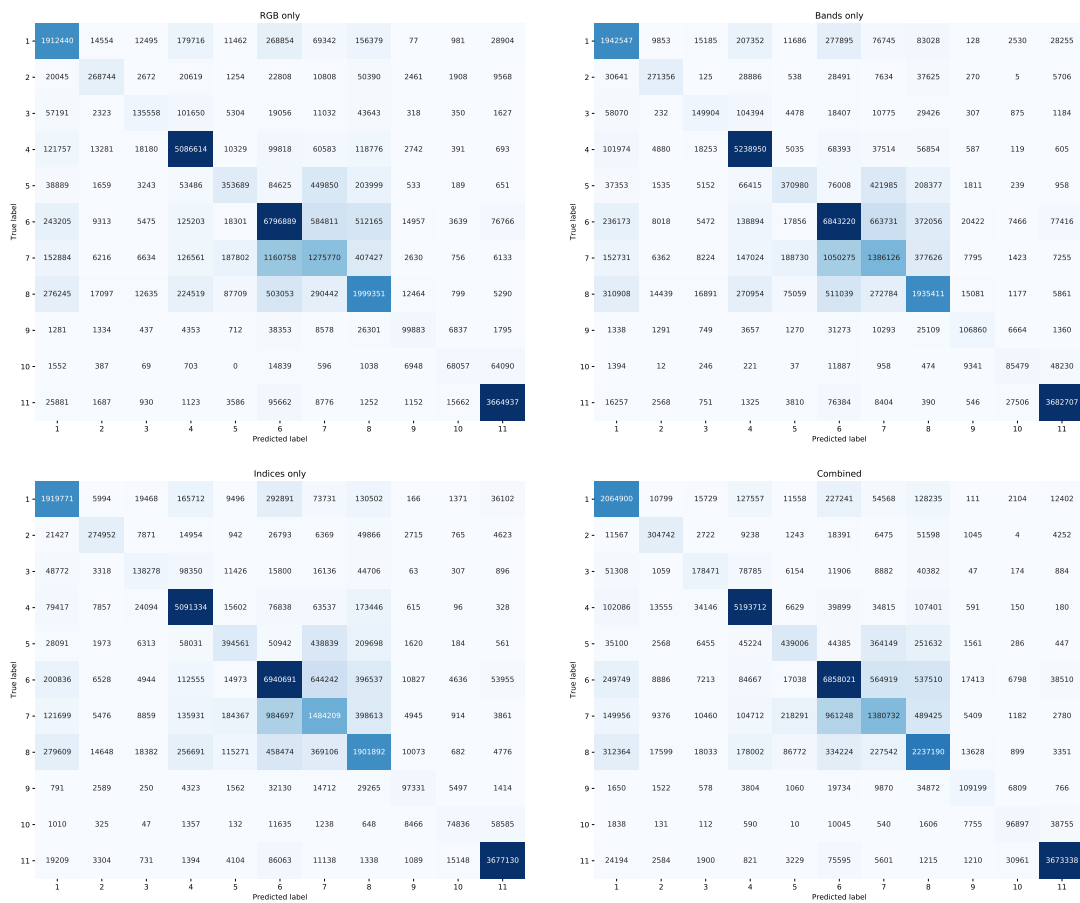 RGB only
1 1912440 14554 12495 179716 11462 268854 69342 156379 77 981 28904
2 20045 268744 2672 20619 1254 22808 10808 50390 2461 1908 9568
3 57191 2323 135558 101650 5304 19056 11032 43643 318 350 1627
4 121757 13281 18180 5086614 10329 99818 60583 118776 2742 391 693
5 38889 1659 3243 53486 353689 84625 449850 203999 533 189 651
6 243205 9313 5475 125203 18301 6796889 584811 512165 14957 3639 76766
7 152884 6216 6634 126561 187802 1160758 1275770 407427 2630 756 6133
8 276245 17097 12635 224519 87709 503053 290442 1999351 12464 799 5290
9 1281 1334 437 4353 712 38353 8578 26301 99883 6837 1795
10 1552 387 69 703 0 14839 596 1038 6948 68057 64090
11 25881 1687 930 1123 3586 95662 8776 1252 1152 15662 3664937
1 2 3 4 5 6 7 8 9 10 11
True label
Predicted label
Bands only
1 1942547 9853 15185 207352 11686 277895 76745 83028 128 2530 28255
2 30641 271356 125 28886 538 28491 7634 37625 270 5 5706
3 58070 232 149904 104394 4478 18407 10775 29426 307 875 1184
4 101974 4880 18253 5238950 5035 68393 37514 56854 587 119 605
5 37353 1535 5152 66415 370980 76008 421985 208377 1811 239 958
6 236173 8018 5472 138894 17856 6843220 663731 372056 20422 7466 77416
7 152731 6362 8224 147024 188730 1050275 1386126 377626 7795 1423 7255
8 310908 14439 16891 270954 75059 511039 272784 1935411 15081 1177 5861
9 1338 1291 749 3657 1270 31273 10293 25109 106860 6664 1360
10 1394 12 246 221 37 11887 958 474 9341 85479 48230
11 16257 2568 751 1325 3810 76384 8404 390 546 27506 3682707
1 2 3 4 5 6 7 8 9 10 11
True label
Predicted label
Indices only
1 1919771 5994 19468 165712 9496 292891 73731 130502 166 1371 36102
2 21427 274952 7871 14954 942 26793 6369 49866 2715 765 4623
3 48772 3318 138278 98350 11426 15800 16136 44706 63 307 896
4 79417 7857 24094 5091334 15602 76838 63537 173446 615 96 328
5 28091 1973 6313 58031 394561 50942 438839 209698 1620 184 561
6 200836 6528 4944 112555 14973 6940691 644242 396537 10827 4636 53955
7 121699 5476 8859 135931 184367 984697 1484209 398613 4945 914 3861
8 279609 14648 18382 256691 115271 458474 369106 1901892 10073 682 4776
9 791 2589 250 4323 1562 32130 14712 29265 97331 5497 1414
10 1010 325 47 1357 132 11635 1238 648 8466 74836 58585
11 19209 3304 731 1394 4104 86063 11138 1338 1089 15148 3677130
1 2 3 4 5 6 7 8 9 10 11
True label
Predicted label
Combined
1 2064900 10799 15729 127557 11558 227241 54568 128235 111 2104 12402
2 11567 304742 2722 9238 1243 18391 6475 51598 1045 4 4252
3 51308 1059 178471 78785 6154 11906 8882 40382 47 174 884
4 102086 13555 34146 5193712 6629 39899 34815 107401 591 150 180
5 35100 2568 6455 45224 439006 44385 364149 251632 1561 286 447
6 249749 8886 7213 84667 17038 6858021 564919 537510 17413 6798 38510
7 149956 9376 10460 104712 218291 961248 1380732 489425 5409 1182 2780
8 312364 17599 18033 178002 86772 334224 227542 2237190 13628 899 3351
9 1650 1522 578 3804 1060 19734 9870 34872 109199 6809 766
10 1838 131 112 590 10 10045 540 1606 7755 96897 38755
11 24194 2584 1900 821 3229 75595 5601 1215 1210 30961 3673338
1 2 3 4 5 6 7 8 9 10 11
True label
Predicted label